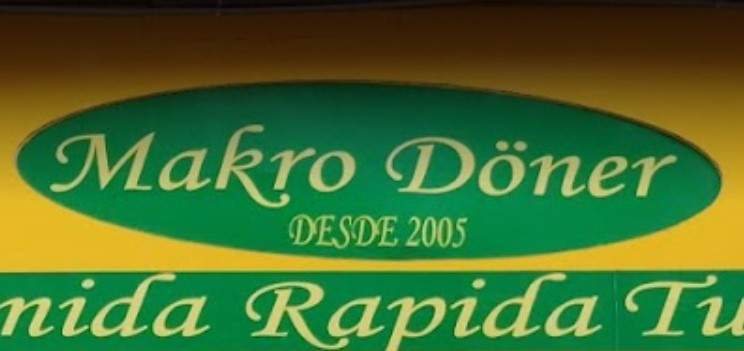 Makro Döner
DESDE 2005
Rapida